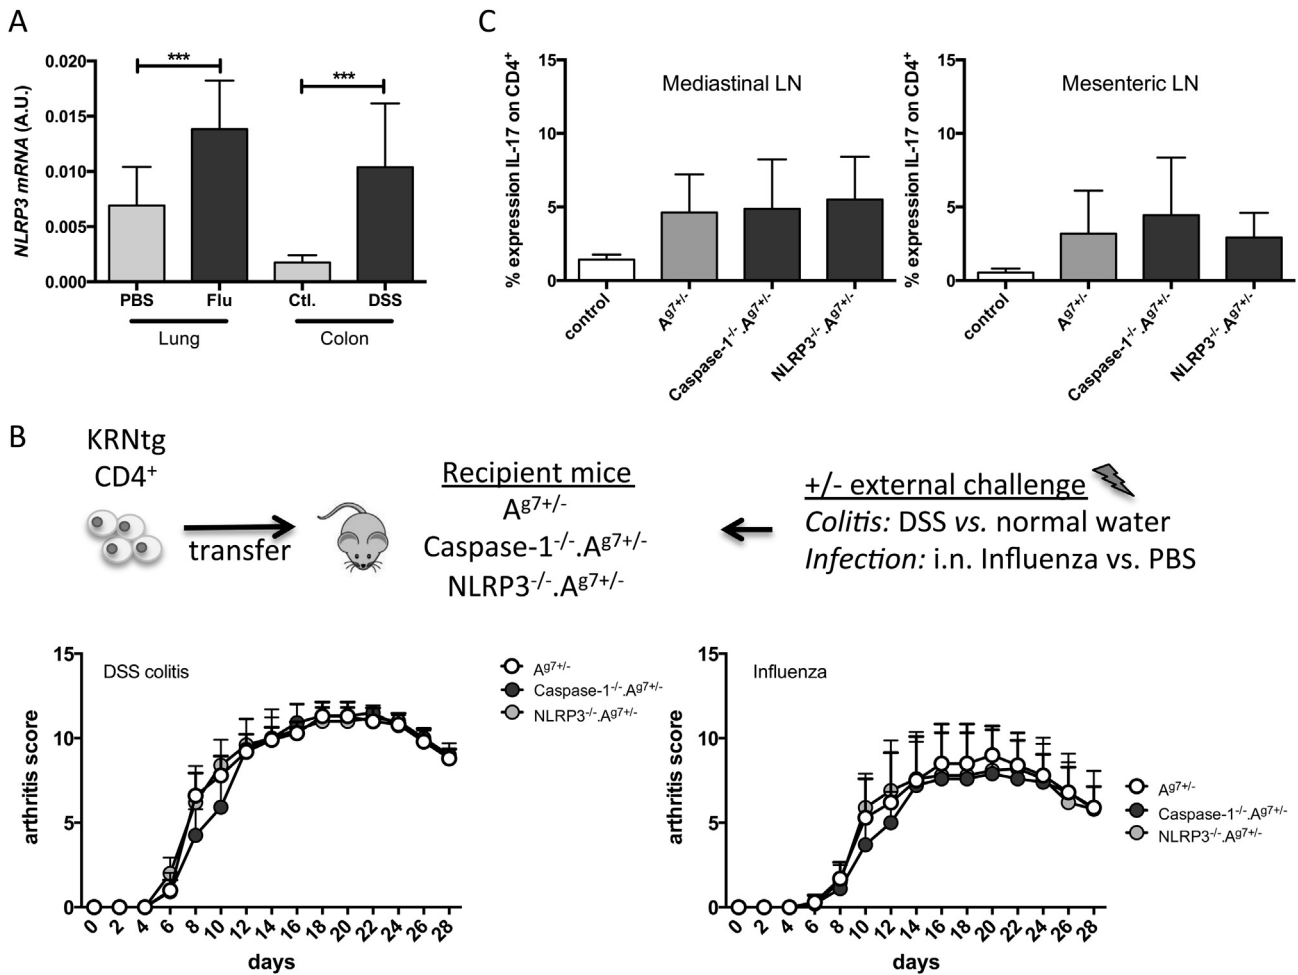 A
NLRP3 mRNA (A.U.)
0.020
0.015
0.010
0.005
0.000
***
***
PBS
Flu
Ctl.
DSS
Lung
Colon
C
% expression IL-17 on CD4+
15
10
5
0
Mediastinal LN
control
Ag7+/-
Caspase-1-/-.Ag7+/-
NLRP3-/-.Ag7+/-
% expression IL-17 on CD4+
15
10
5
0
Mesenteric LN
control
Ag7+/-
Caspase-1-/-.Ag7+/-
NLRP3-/-.Ag7+/-
B
KRNtg
CD4+
transfer
Recipient mice
Ag7+/-
Caspase-1-/-.Ag7+/-
NLRP3-/-.Ag7+/-
+/- external challenge
Colitis: DSS vs. normal water
Infection: i.n. Influenza vs. PBS
arthritis score
15
10
5
0
DSS colitis
Ag7+/-
Caspase-1-/-.Ag7+/-
NLRP3-/-.Ag7+/-
0 2 4 6 8 10 12 14 16 18 20 22 24 26 28
days
arthritis score
15
10
5
0
Influenza
Ag7+/-
Caspase-1-/-.Ag7+/-
NLRP3-/-.Ag7+/-
0 2 4 6 8 10 12 14 16 18 20 22 24 26 28
days